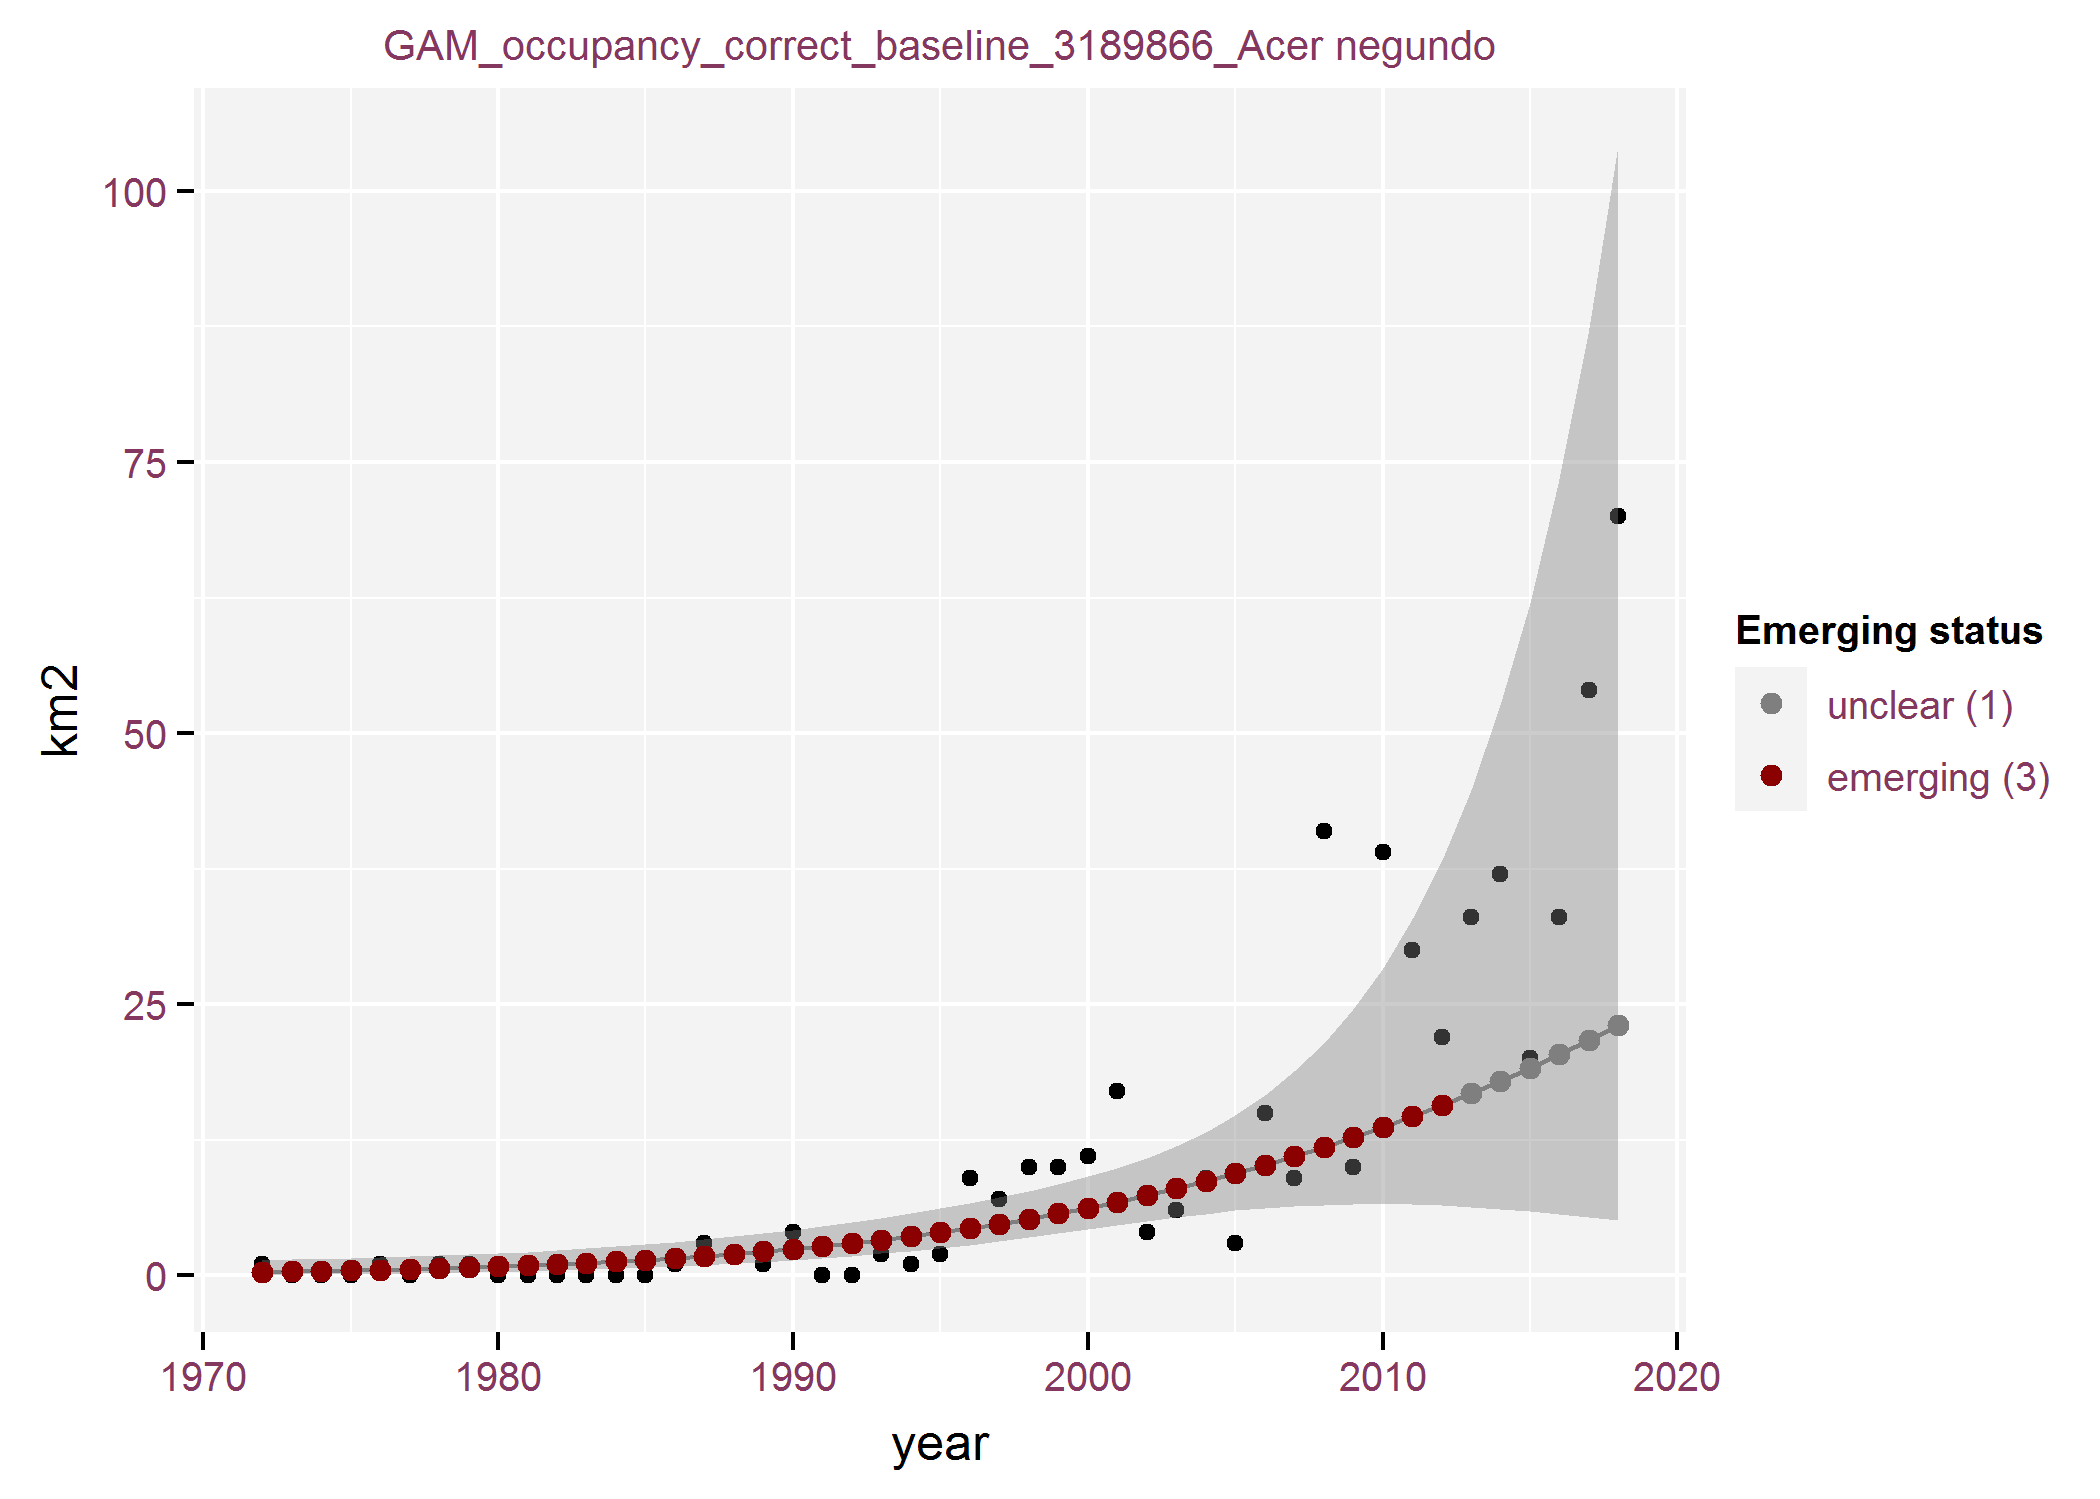 GAM_occupancy_correct_baseline_3189866_Acer negundo
km2
100
75
50
25
0
1970 1980 1990 2000 2010 2020
year
Emerging status
unclear (1)
emerging (3)